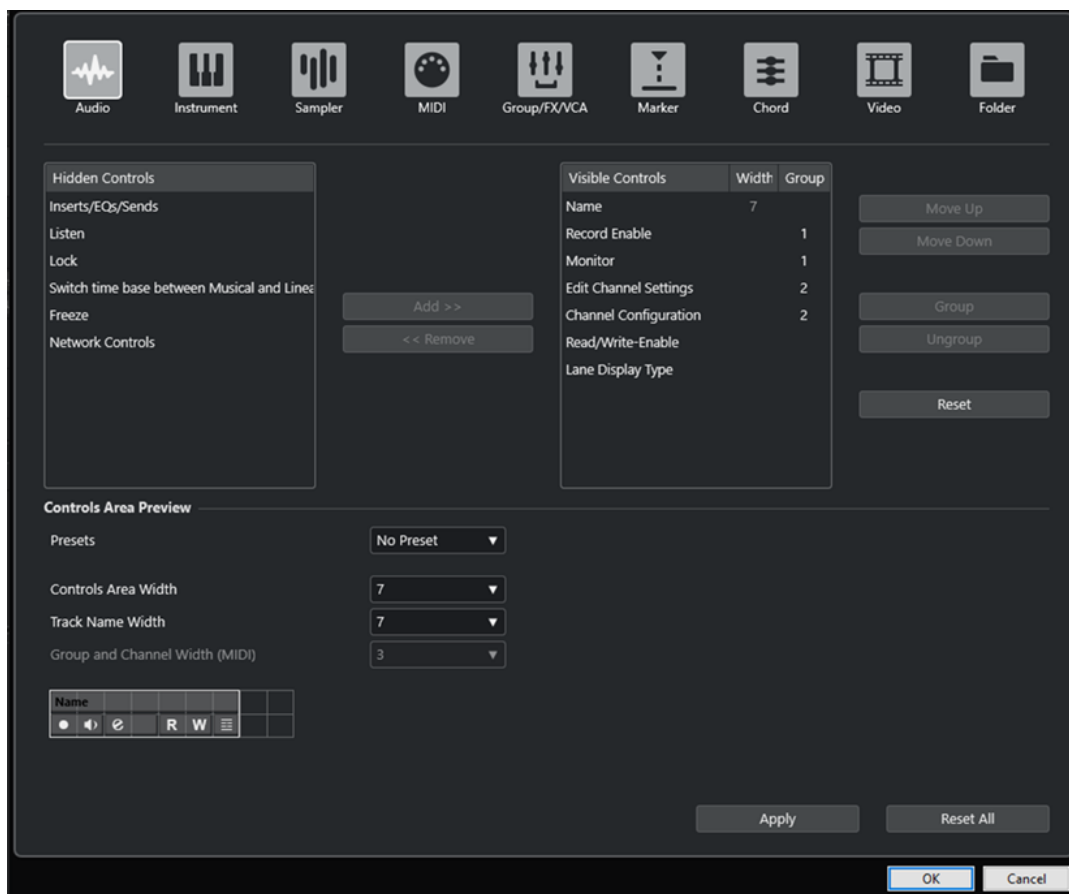 Audio Instrument Sampler MIDI Group/FX/VCA Marker Chord Video Folder
Hidden Controls
Inserts/EQs/Sends
Listen
Lock
Switch time base between Musical and Linea
Freeze
Network Controls
Add >>
<< Remove
Visible Controls Width Group
Name 7
Record Enable 1
Monitor 1
Edit Channel Settings 2
Channel Configuration 2
Read/Write-Enable
Lane Display Type
Move Up
Move Down
Group
Ungroup
Reset
Controls Area Preview
Presets No Preset
Controls Area Width 7
Track Name Width 7
Group and Channel Width (MIDI) 3
Name
e R W
Apply Reset All
OK Cancel